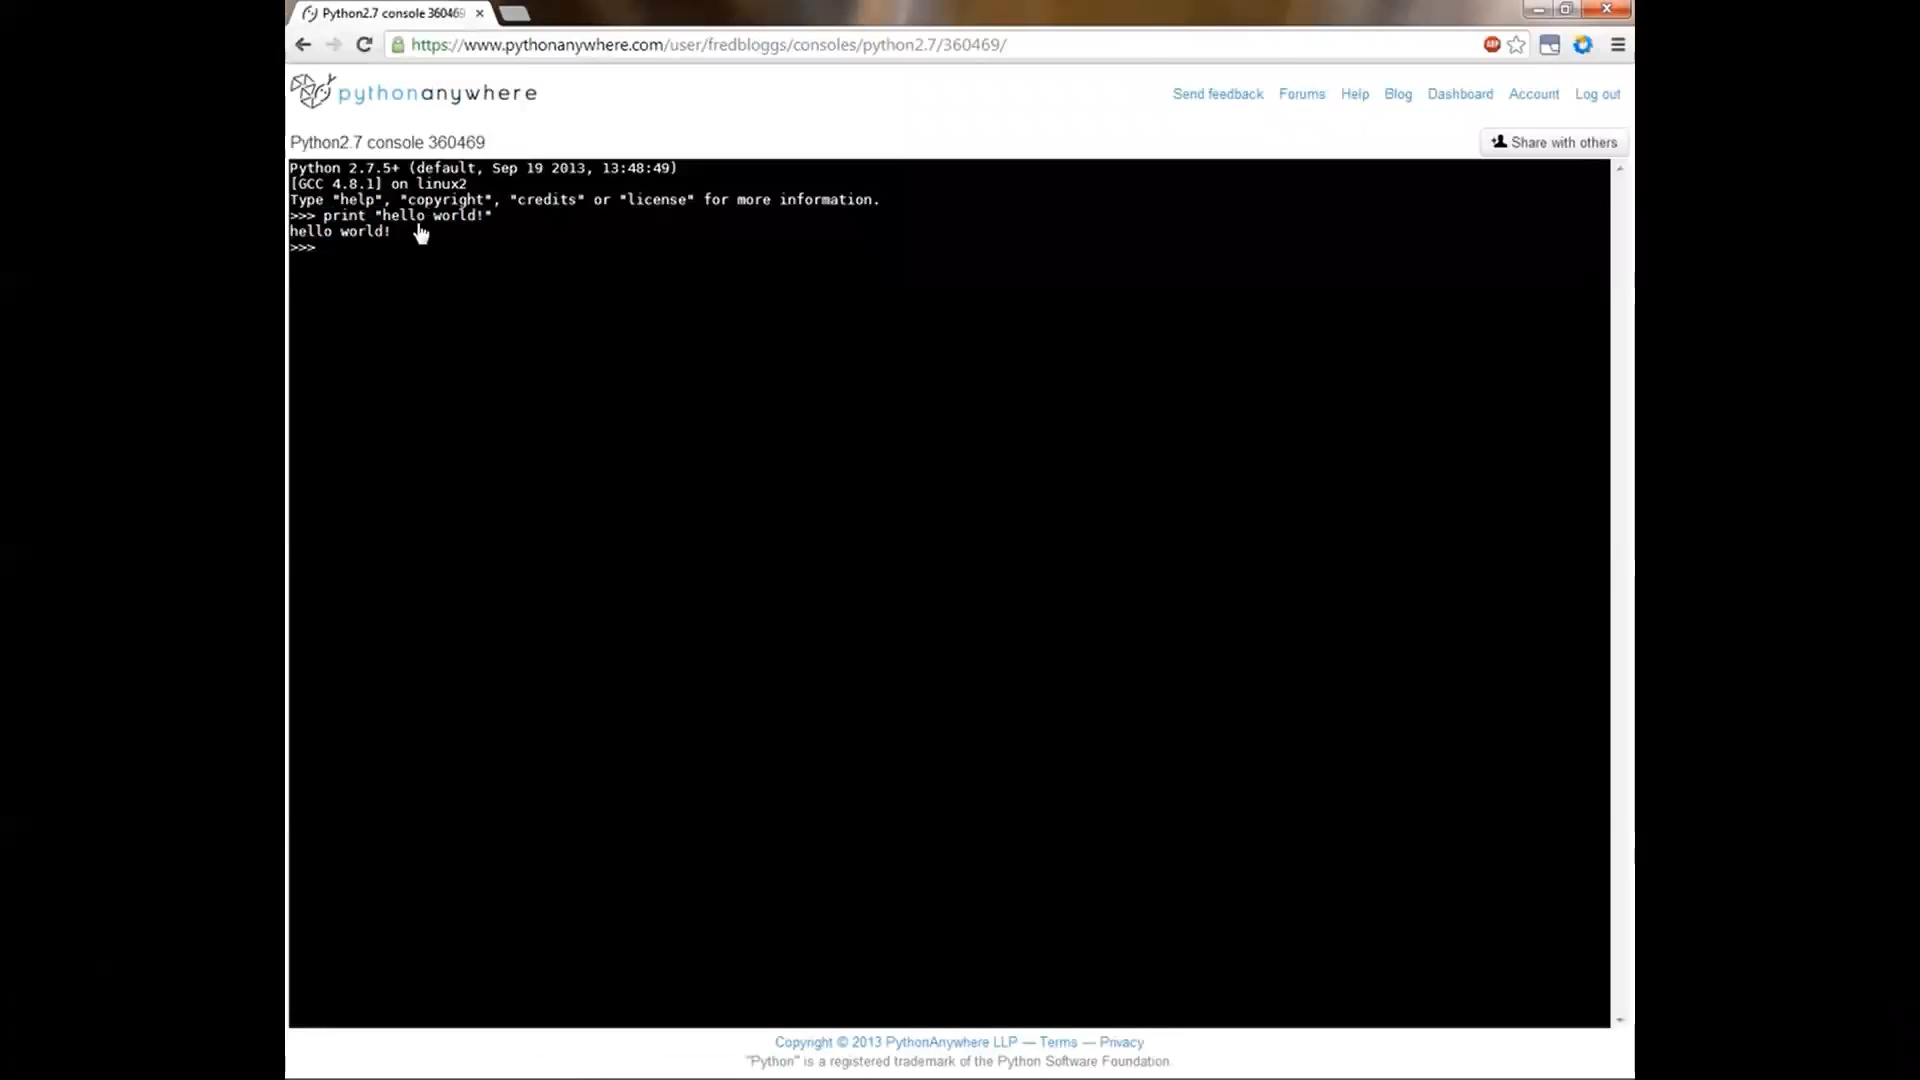 Python2.7 console 360469
https://www.pythonanywhere.com/user/fredbloggs/consoles/python2.7/360469/
ABP
pythonanywhere
Send feedback Forums Help Blog Dashboard Account Log out
Python2.7 console 360469
Share with others
Python 2.7.5+ (default, Sep 19 2013, 13:48:49)
[GCC 4.8.1] on linux2
Type "help", "copyright", "credits" or "license" for more information.
>>> print "hello world!"
hello world!
>>>
Copyright © 2013 PythonAnywhere LLP — Terms — Privacy
"Python" is a registered trademark of the Python Software Foundation.